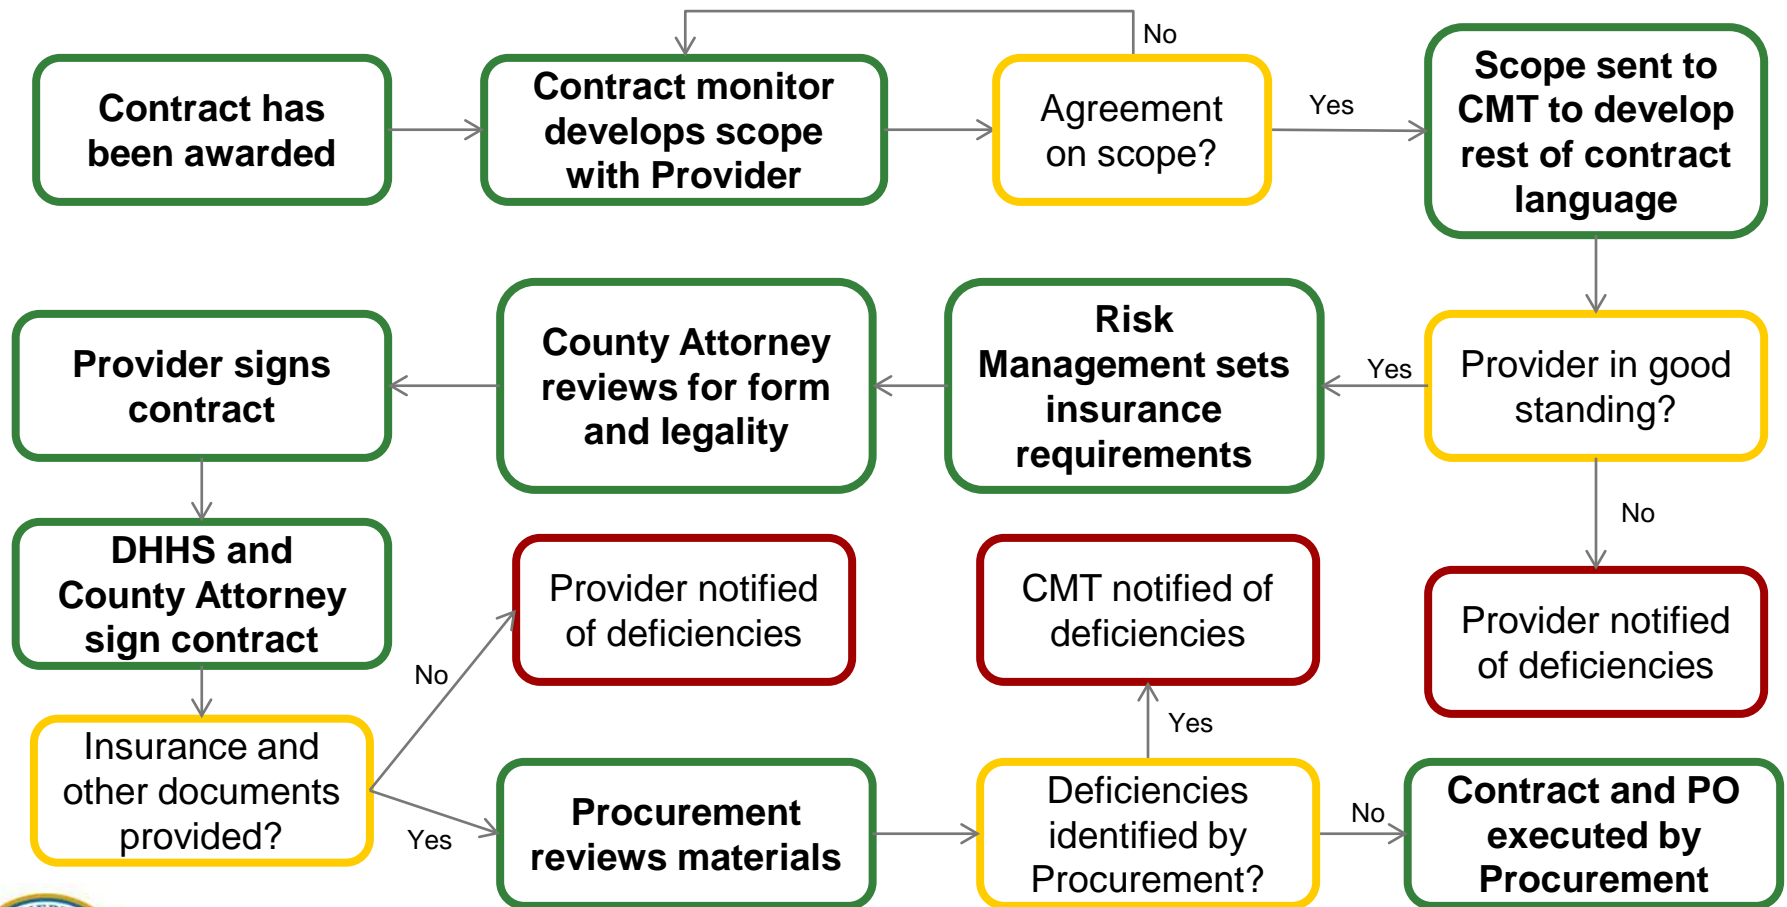 No
Contract has
been awarded
Contract monitor
develops scope
with Provider
Agreement
on scope?
Yes
Scope sent to
CMT to develop
rest of contract
language
Provider signs
contract
County Attorney
reviews for form
and legality
Risk
Management sets
insurance
requirements
Yes
Provider in good
standing?
No
DHHS and
County Attorney
sign contract
No
Provider notified
of deficiencies
CMT notified of
deficiencies
Provider notified
of deficiencies
Yes
Insurance and
other documents
provided?
Yes
Procurement
reviews materials
Deficiencies
identified by
Procurement?
No
Contract and PO
executed by
Procurement